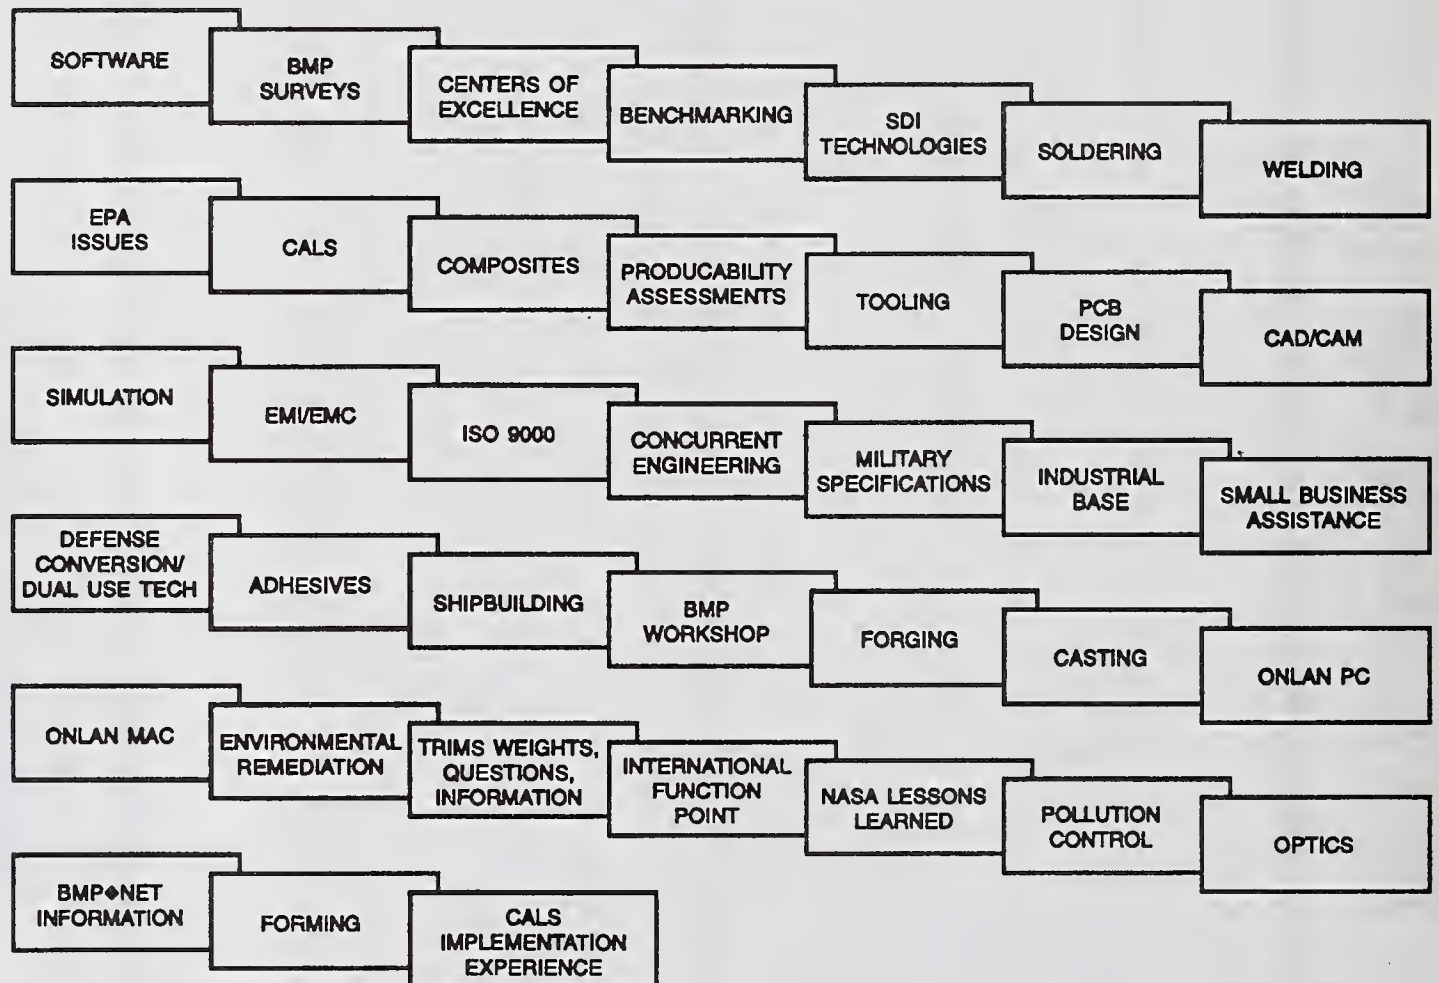 SOFTWARE
BMP
SURVEYS
CENTERS OF
EXCELLENCE
BENCHMARKING
SDI
TECHNOLOGIES
SOLDERING
WELDING
EPA
ISSUES
CALS
COMPOSITES
PRODUCABILITY
ASSESSMENTS
TOOLING
PCB
DESIGN
CAD/CAM
SIMULATION
EMI/EMC
ISO 9000
CONCURRENT
ENGINEERING
MILITARY
SPECIFICATIONS
INDUSTRIAL
BASE
SMALL BUSINESS
ASSISTANCE
DEFENSE
CONVERSION/
DUAL USE TECH
ADHESIVES
SHIPBUILDING
BMP
WORKSHOP
FORGING
CASTING
ONLAN PC
ONLAN MAC
ENVIRONMENTAL
REMEDIATION
TRIMS WEIGHTS,
QUESTIONS,
INFORMATION
INTERNATIONAL
FUNCTION
POINT
NASA LESSONS
LEARNED
POLLUTION
CONTROL
OPTICS
BMP◆NET
INFORMATION
FORMING
CALS
IMPLEMENTATION
EXPERIENCE